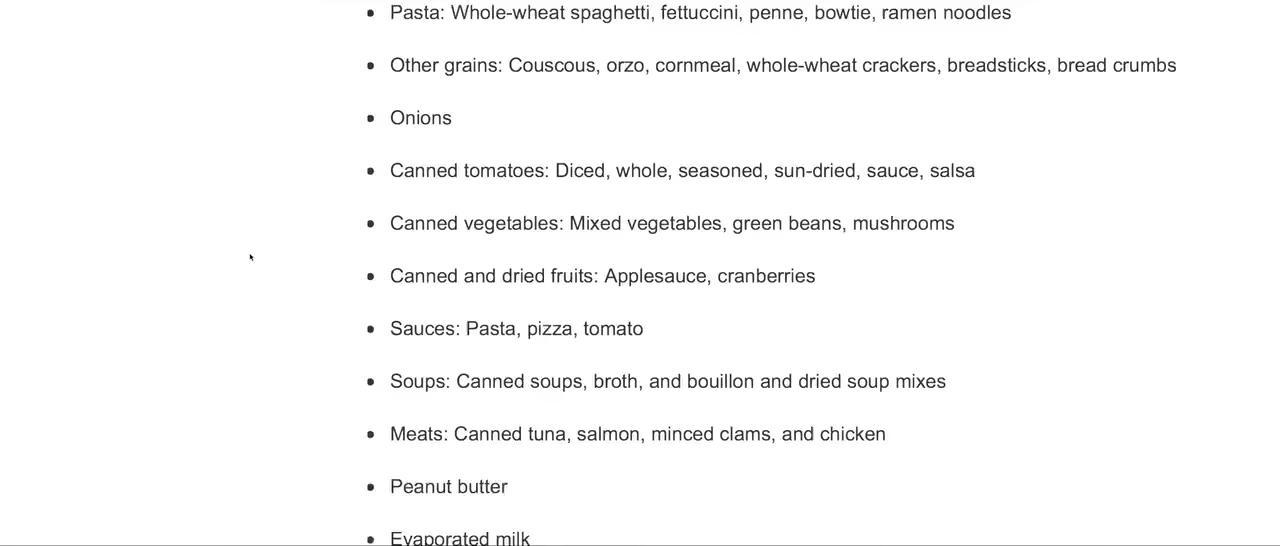 Pasta: Whole-wheat spaghetti, fettuccini, penne, bowtie, ramen noodles
Other grains: Couscous, orzo, cornmeal, whole-wheat crackers, breadsticks, bread crumbs
Onions
Canned tomatoes: Diced, whole, seasoned, sun-dried, sauce, salsa
Canned vegetables: Mixed vegetables, green beans, mushrooms
Canned and dried fruits: Applesauce, cranberries
Sauces: Pasta, pizza, tomato
Soups: Canned soups, broth, and bouillon and dried soup mixes
Meats: Canned tuna, salmon, minced clams, and chicken
Peanut butter
Evaporated milk